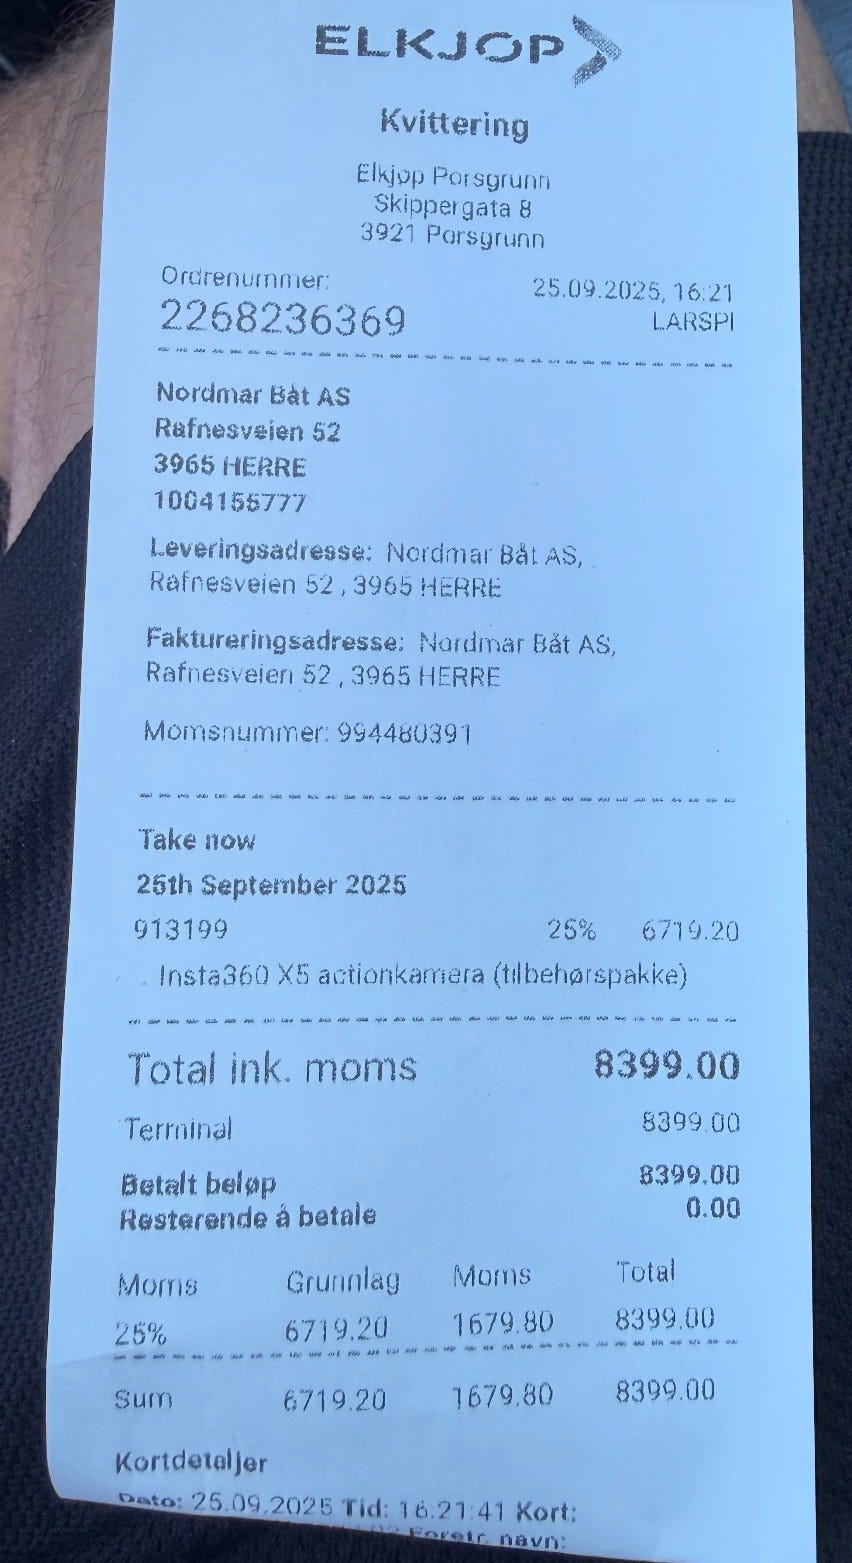 ELKJOP
Kvittering
Elkjop Porsgrunn
Skippergata 8
3921 Porsgrunn
Ordrenummer: 25.09.2025, 16:21
2268236369 LARSPI
Nordmar Båt AS
Rafnesveien 52
3965 HERRE
1004155777
Leveringsadresse: Nordmar Båt AS,
Rafnesveien 52 , 3965 HERRE
Faktureringsadresse: Nordmar Båt AS,
Rafnesveien 52 , 3965 HERRE
Momsnummer: 994480391
Take now
25th September 2025
913199 25% 6719.20
Insta360 X5 actionkamera (tilbehørspakke)
Total ink. moms 8399.00
Terminal 8399.00
Betalt beløp 8399.00
Resterende å betale 0.00
Moms Grunnlag Moms Total
25% 6719.20 1679.80 8399.00
Sum 6719.20 1679.80 8399.00
Kortdetaljer
Dato: 25.09.2025 Tid: 16:21:41 Kort:
Foretr. navn: